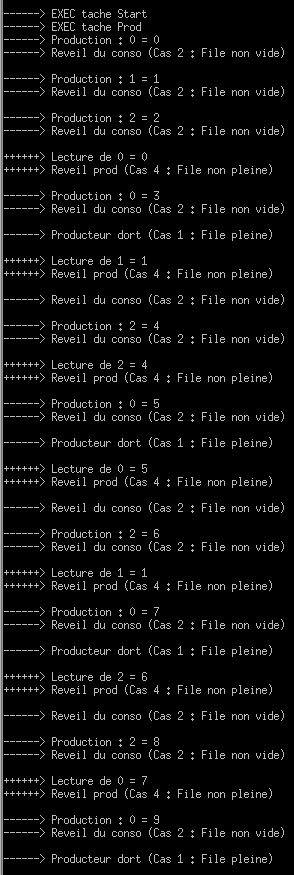 ------> EXEC tache Start
------> EXEC tache Prod
------> Production : 0 = 0
------> Reveil du conso (Cas 2 : File non vide)
------> Production : 1 = 1
------> Reveil du conso (Cas 2 : File non vide)
------> Production : 2 = 2
------> Reveil du conso (Cas 2 : File non vide)
++++++> Lecture de 0 = 0
++++++> Reveil prod (Cas 4 : File non pleine)
------> Production : 0 = 3
------> Reveil du conso (Cas 2 : File non vide)
------> Producteur dort (Cas 1 : File pleine)
++++++> Lecture de 1 = 1
++++++> Reveil prod (Cas 4 : File non pleine)
------> Reveil du conso (Cas 2 : File non vide)
------> Production : 2 = 4
------> Reveil du conso (Cas 2 : File non vide)
++++++> Lecture de 2 = 4
++++++> Reveil prod (Cas 4 : File non pleine)
------> Production : 0 = 5
------> Reveil du conso (Cas 2 : File non vide)
------> Producteur dort (Cas 1 : File pleine)
++++++> Lecture de 0 = 5
++++++> Reveil prod (Cas 4 : File non pleine)
------> Reveil du conso (Cas 2 : File non vide)
------> Production : 2 = 6
------> Reveil du conso (Cas 2 : File non vide)
++++++> Lecture de 1 = 1
++++++> Reveil prod (Cas 4 : File non pleine)
------> Production : 0 = 7
------> Reveil du conso (Cas 2 : File non vide)
------> Producteur dort (Cas 1 : File pleine)
++++++> Lecture de 2 = 6
++++++> Reveil prod (Cas 4 : File non pleine)
------> Reveil du conso (Cas 2 : File non vide)
------> Production : 2 = 8
------> Reveil du conso (Cas 2 : File non vide)
++++++> Lecture de 0 = 7
++++++> Reveil prod (Cas 4 : File non pleine)
------> Production : 0 = 9
------> Reveil du conso (Cas 2 : File non vide)
------> Producteur dort (Cas 1 : File pleine)